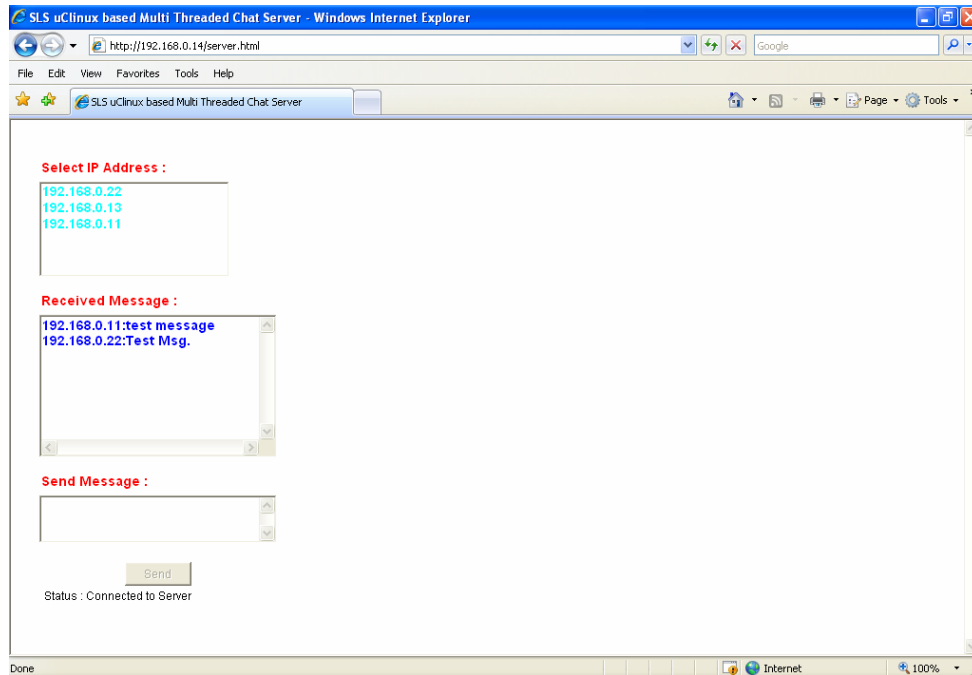 SLS uClinux based Multi Threaded Chat Server - Windows Internet Explorer
http://192.168.0.14/server.html
Google
File Edit View Favorites Tools Help
SLS uClinux based Multi Threaded Chat Server
Page Tools
Select IP Address :
192.168.0.22
192.168.0.13
192.168.0.11
Received Message :
192.168.0.11:test message
192.168.0.22:Test Msg.
Send Message :
Send
Status : Connected to Server
Done
Internet
100%